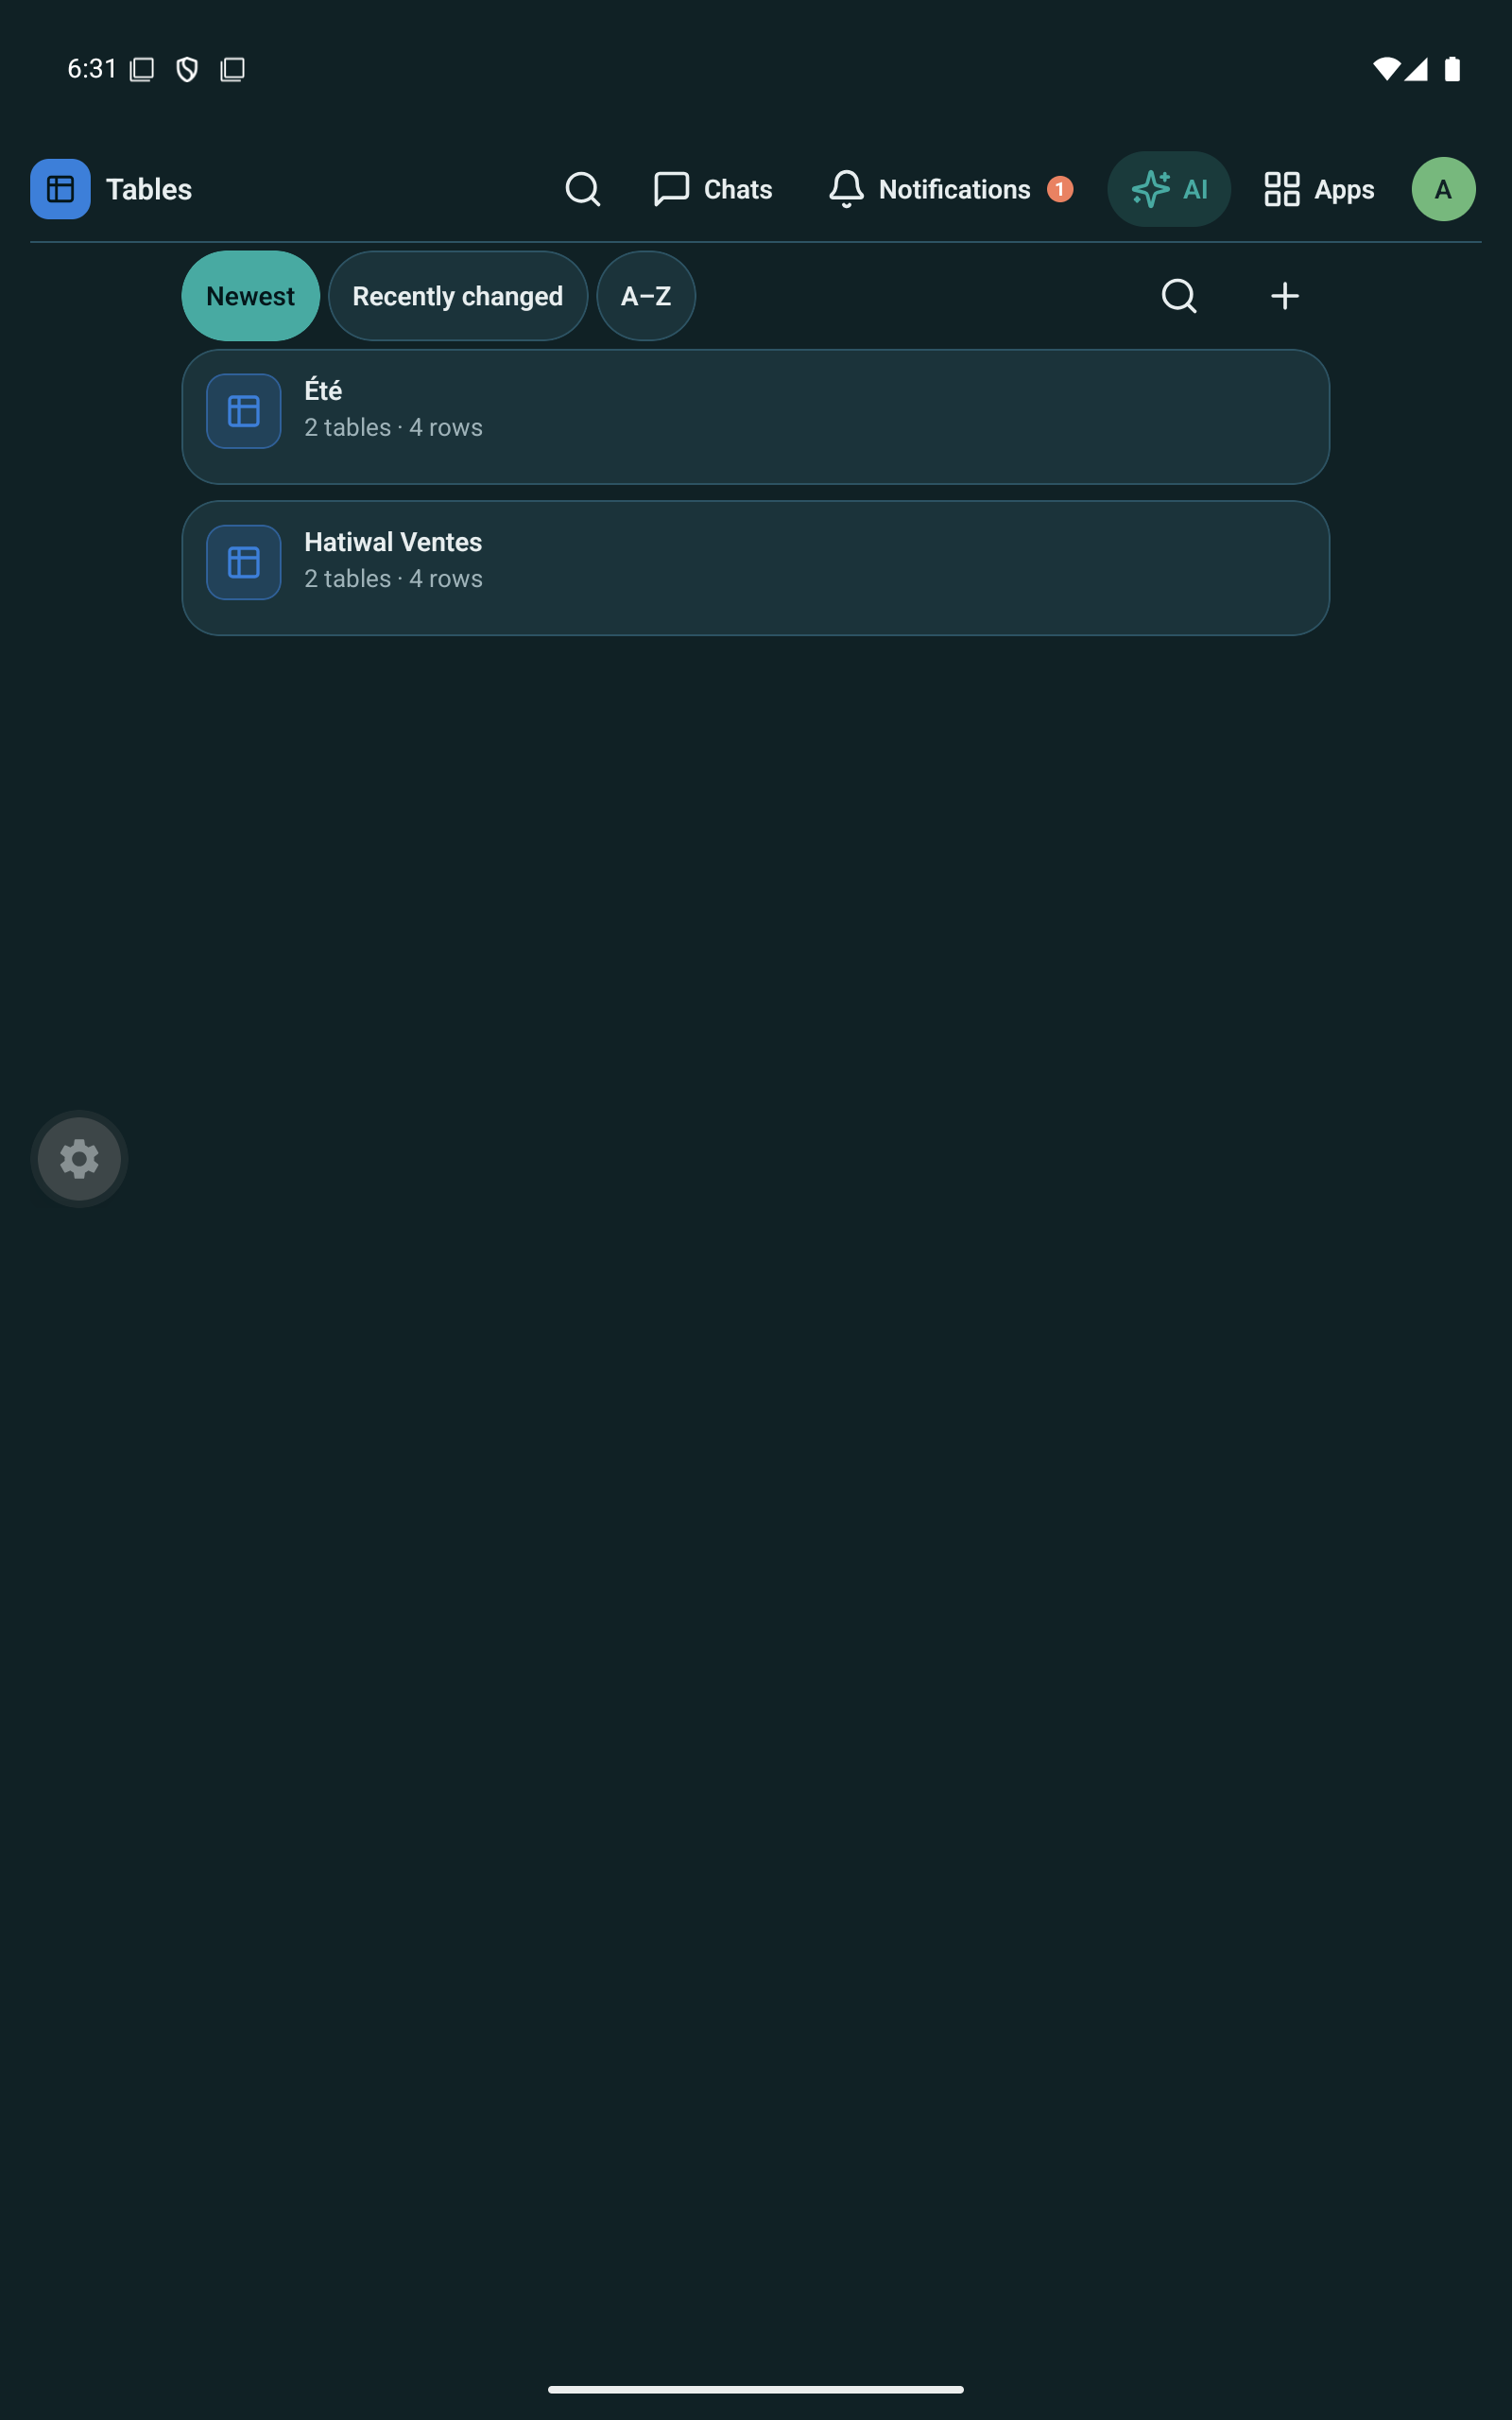 6:31
Tables
Chats
Notifications 1
AI
Apps
A
Newest
Recently changed
A–Z
Été
2 tables · 4 rows
Hatiwal Ventes
2 tables · 4 rows